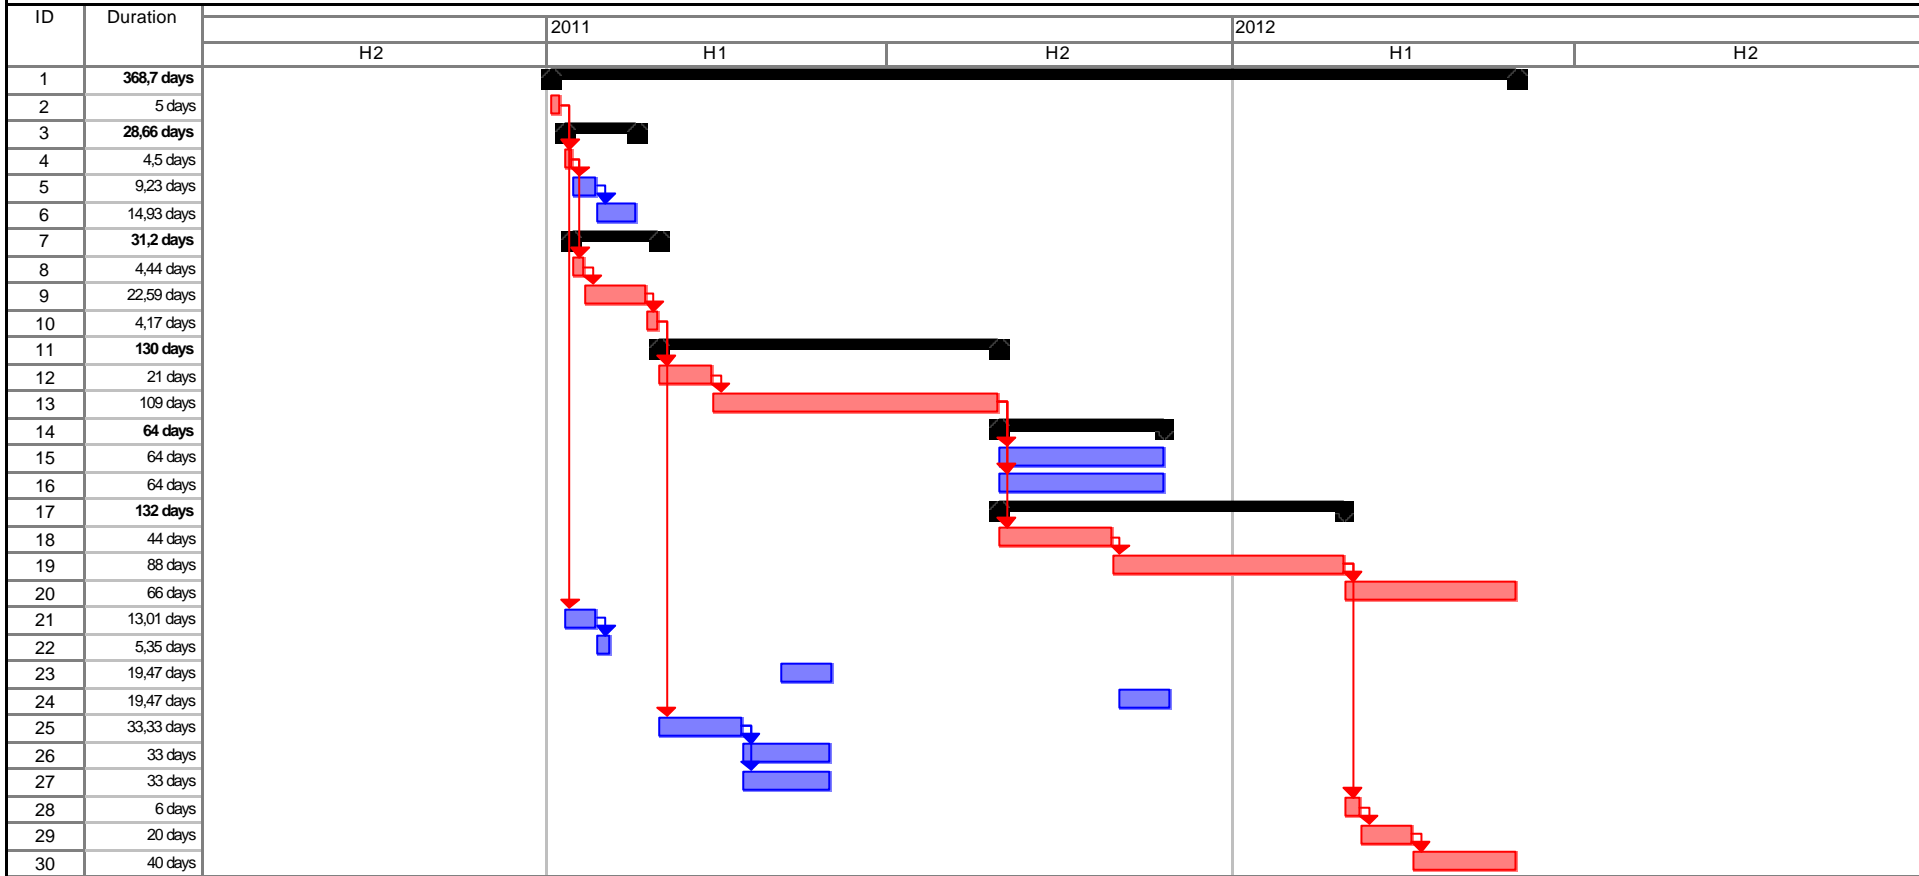 ID Duration
2011 2012
H2 H1 H2 H1 H2
1 368,7 days
2 5 days
3 28,66 days
4 4,5 days
5 9,23 days
6 14,93 days
7 31,2 days
8 4,44 days
9 22,59 days
10 4,17 days
11 130 days
12 21 days
13 109 days
14 64 days
15 64 days
16 64 days
17 132 days
18 44 days
19 88 days
20 66 days
21 13,01 days
22 5,35 days
23 19,47 days
24 19,47 days
25 33,33 days
26 33 days
27 33 days
28 6 days
29 20 days
30 40 days